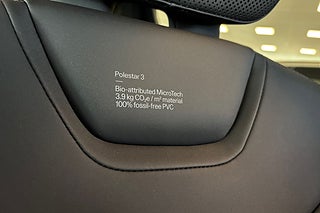 Polestar 3
Bio-attributed MicroTech
3.9 kg CO₂e / m² material
100% fossil-free PVC